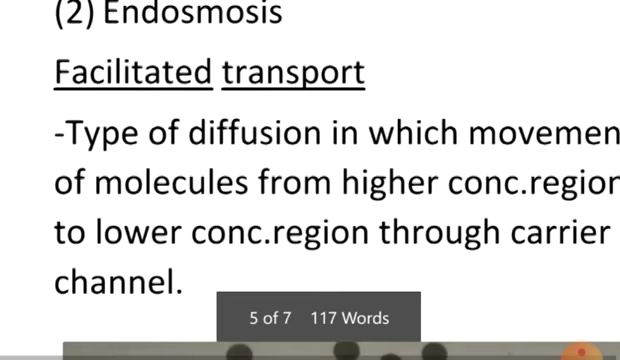 (2) Endosmosis
Facilitated transport
-Type of diffusion in which movemen
of molecules from higher conc.region
to lower conc.region through carrier
channel.
5 of 7 117 Words